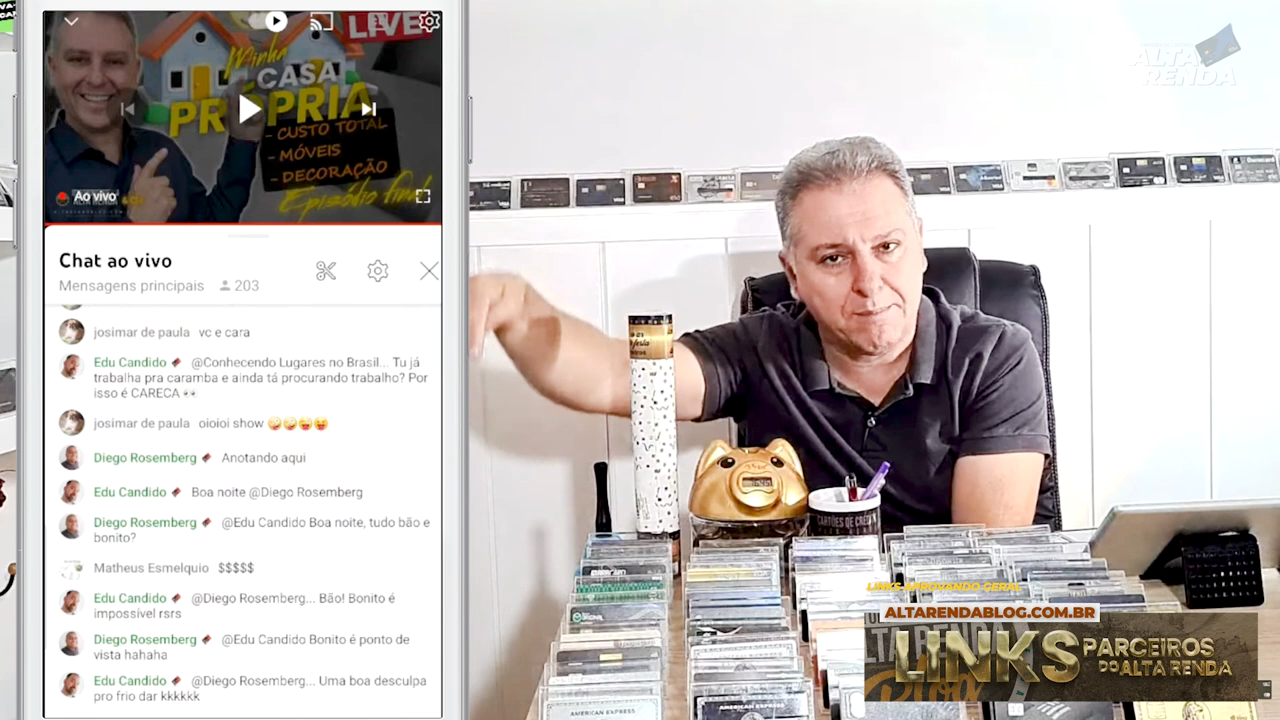 LIVE
Minha
CASA
PRÓPRIA
- CUSTO TOTAL
- MÓVEIS
- DECORAÇÃO
Episódio final
Ao vivo
Chat ao vivo
Mensagens principais 203
josimar de paula vc e cara
Edu Candido @Conhecendo Lugares no Brasil... Tu já
trabalha pra caramba e ainda tá procurando trabalho? Por
isso é CARECA 👀
josimar de paula oioioi show 🤪🤪😝😝
Diego Rosemberg Anotando aqui
Edu Candido Boa noite @Diego Rosemberg
Diego Rosemberg @Edu Candido Boa noite, tudo bão e
bonito?
Matheus Esmelquio $$$$$
Edu Candido @Diego Rosemberg... Bão! Bonito é
impossível rsrs
Diego Rosemberg @Edu Candido Bonito é ponto de
vista hahaha
Edu Candido @Diego Rosemberg... Uma boa desculpa
pro frio dar kkkkkk
ALTA
RENDA
CARTÕES DE CRÉDITO
LINKS APROVANDO GERAL
ALTARENDABLOG.COM.BR
LINKS PARCEIROS
DO ALTA RENDA
AMERICAN EXPRESS
AMERICAN EXPRESS